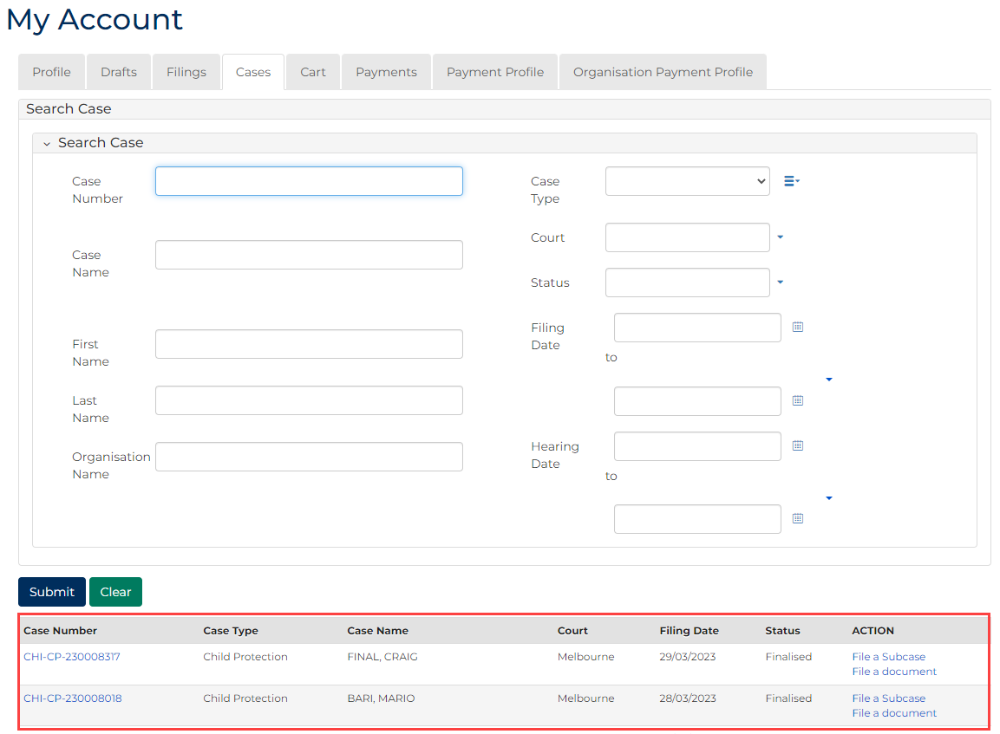 My Account
Profile Drafts Filings Cases Cart Payments Payment Profile Organisation Payment Profile
Search Case
Search Case
Case Number
Case Type
Court
Case Name
Status
Filing Date
to
First Name
Last Name
Hearing Date
to
Organisation Name
Submit Clear
Case Number Case Type Case Name Court Filing Date Status ACTION
CHI-CP-230008317 Child Protection FINAL, CRAIG Melbourne 29/03/2023 Finalised File a Subcase
File a document
CHI-CP-230008018 Child Protection BARI, MARIO Melbourne 28/03/2023 Finalised File a Subcase
File a document